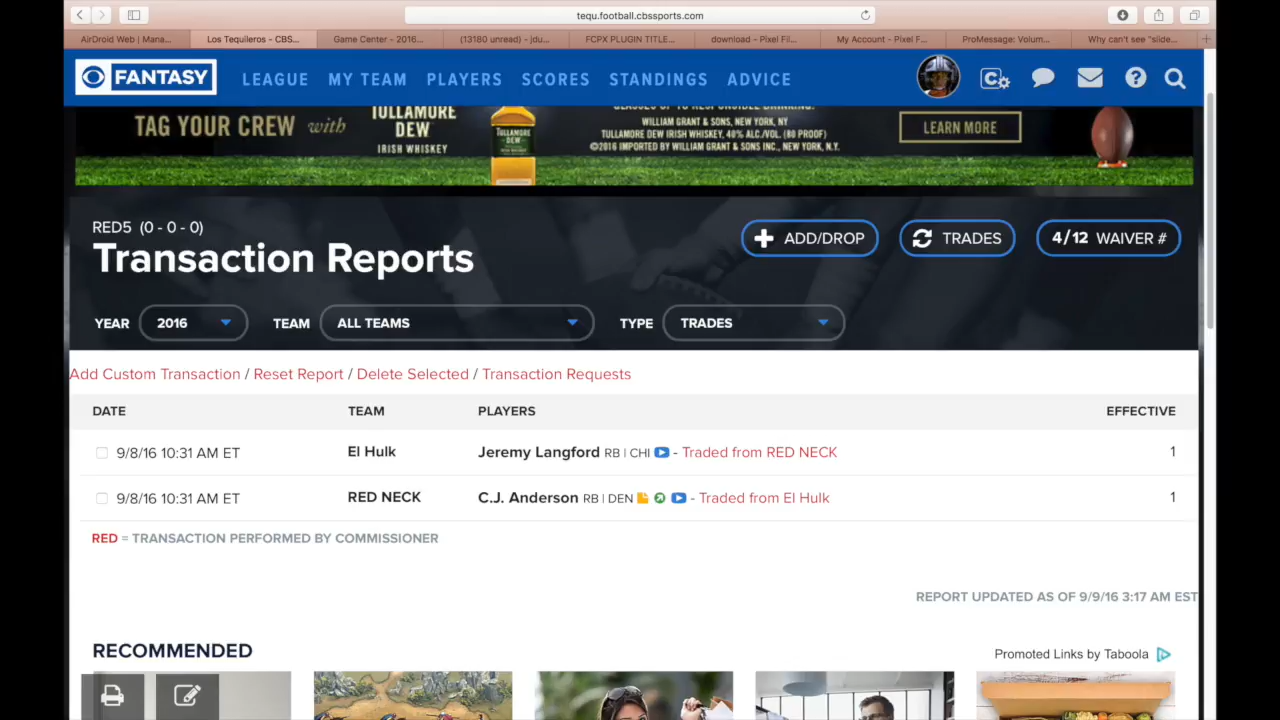 tequ.football.cbssports.com
AirDroid Web | Mana... Los Tequileros - CBS... Game Center - 2016... (13180 unread) - jdu... FCPX PLUGIN TITLE... download - Pixel Fil... My Account - Pixel F... ProMessage: Volum... Why can't see "slide...
FANTASY LEAGUE MY TEAM PLAYERS SCORES STANDINGS ADVICE
TAG YOUR CREW with
TULLAMORE
DEW
IRISH WHISKEY
WILLIAM GRANT & SONS, NEW YORK, NY
TULLAMORE DEW IRISH WHISKEY, 40% ALC./VOL. (80 PROOF)
©2016 IMPORTED BY WILLIAM GRANT & SONS INC., NEW YORK, N.Y.
LEARN MORE
RED5 (0 - 0 - 0)
Transaction Reports
ADD/DROP TRADES 4/12 WAIVER #
YEAR 2016 TEAM ALL TEAMS TYPE TRADES
Add Custom Transaction / Reset Report / Delete Selected / Transaction Requests
DATE TEAM PLAYERS EFFECTIVE
9/8/16 10:31 AM ET El Hulk Jeremy Langford RB | CHI - Traded from RED NECK 1
9/8/16 10:31 AM ET RED NECK C.J. Anderson RB | DEN - Traded from El Hulk 1
RED = TRANSACTION PERFORMED BY COMMISSIONER
REPORT UPDATED AS OF 9/9/16 3:17 AM EST
RECOMMENDED
Promoted Links by Taboola